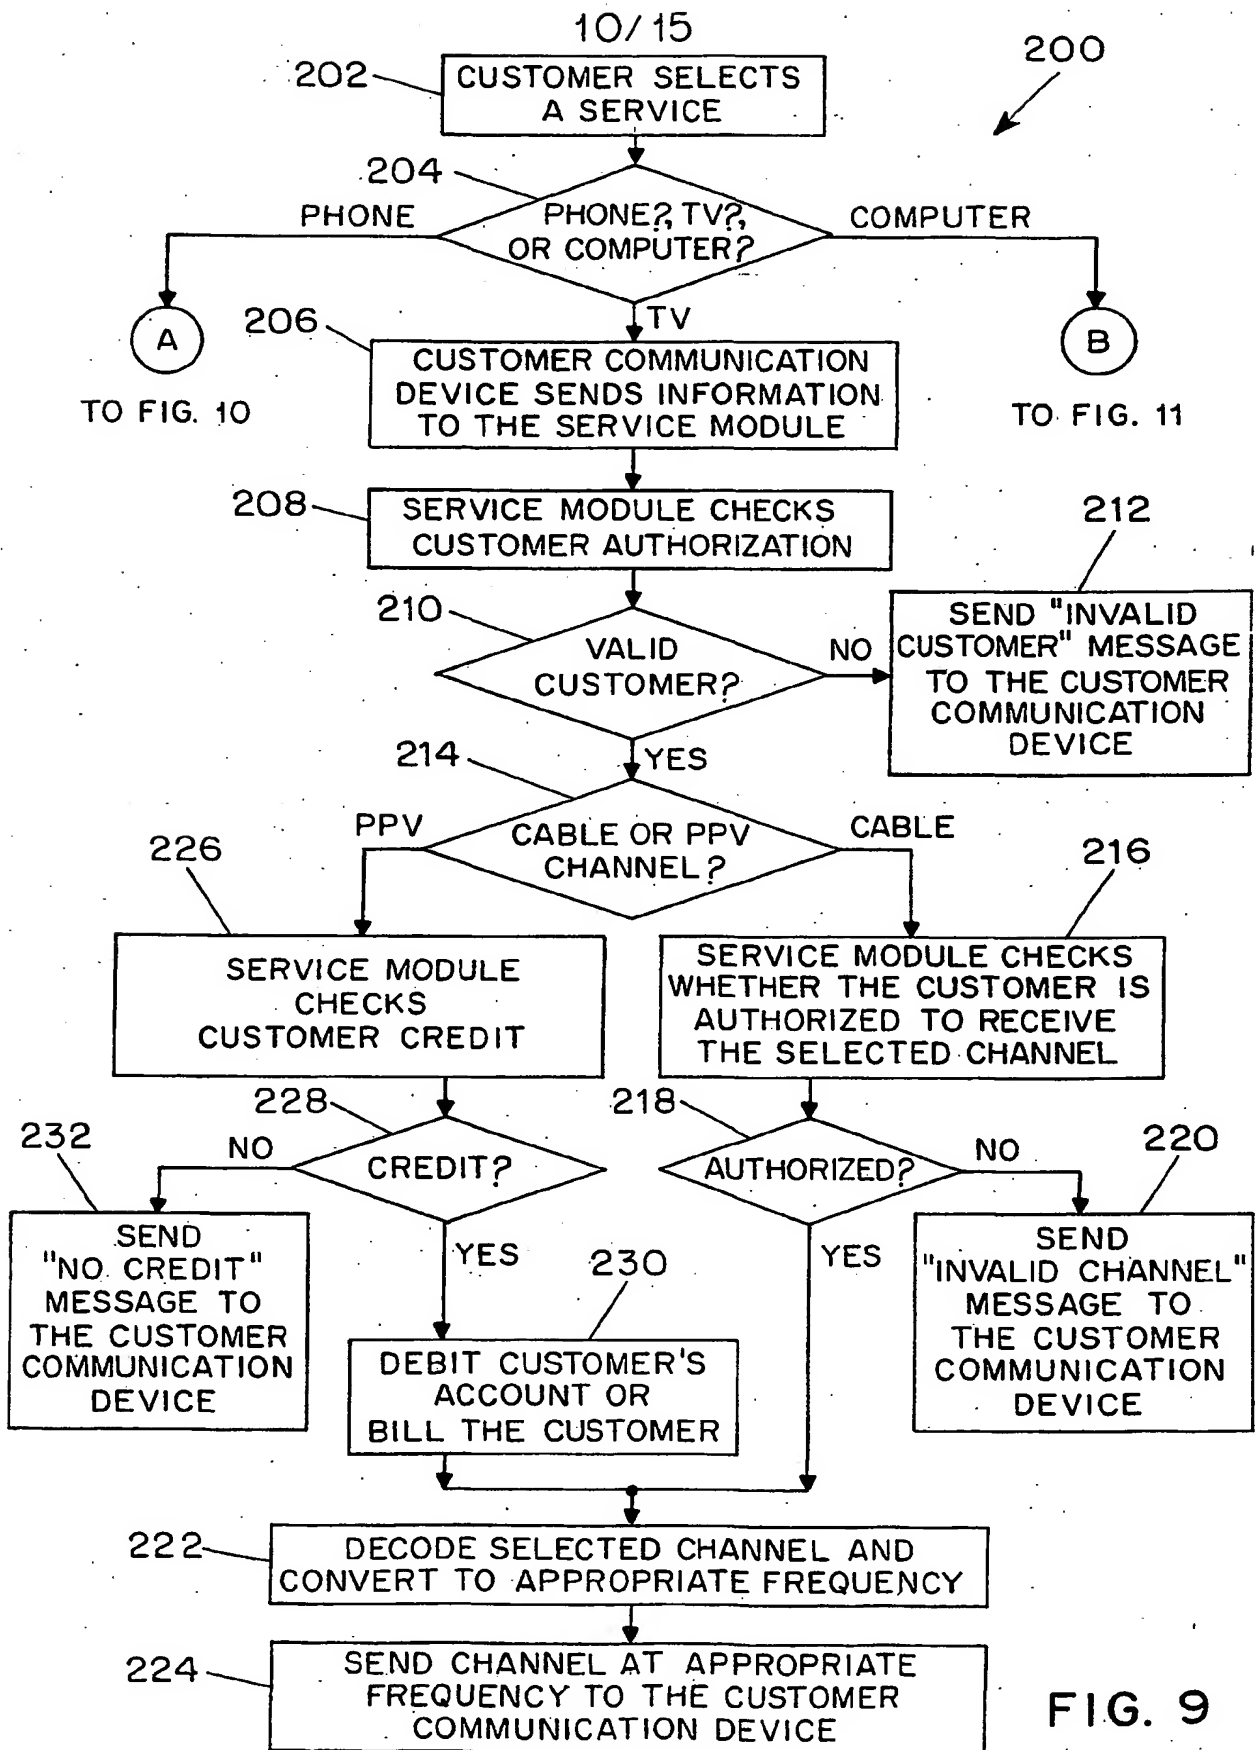 10/15
200
202
CUSTOMER SELECTS
A SERVICE
204
PHONE
PHONE?, TV?,
OR COMPUTER?
COMPUTER
TV
A
TO FIG. 10
B
TO FIG. 11
206
CUSTOMER COMMUNICATION
DEVICE SENDS INFORMATION
TO THE SERVICE MODULE
208
SERVICE MODULE CHECKS
CUSTOMER AUTHORIZATION
210
VALID
CUSTOMER?
NO
212
SEND "INVALID
CUSTOMER" MESSAGE
TO THE CUSTOMER
COMMUNICATION
DEVICE
YES
214
CABLE OR PPV
CHANNEL?
PPV
CABLE
226
SERVICE MODULE
CHECKS
CUSTOMER CREDIT
216
SERVICE MODULE CHECKS
WHETHER THE CUSTOMER IS
AUTHORIZED TO RECEIVE
THE SELECTED CHANNEL
228
CREDIT?
NO
YES
218
AUTHORIZED?
NO
YES
232
SEND
"NO CREDIT"
MESSAGE TO
THE CUSTOMER
COMMUNICATION
DEVICE
230
DEBIT CUSTOMER'S
ACCOUNT OR
BILL THE CUSTOMER
220
SEND
"INVALID CHANNEL"
MESSAGE TO
THE CUSTOMER
COMMUNICATION
DEVICE
222
DECODE SELECTED CHANNEL AND
CONVERT TO APPROPRIATE FREQUENCY
224
SEND CHANNEL AT APPROPRIATE
FREQUENCY TO THE CUSTOMER
COMMUNICATION DEVICE
FIG. 9